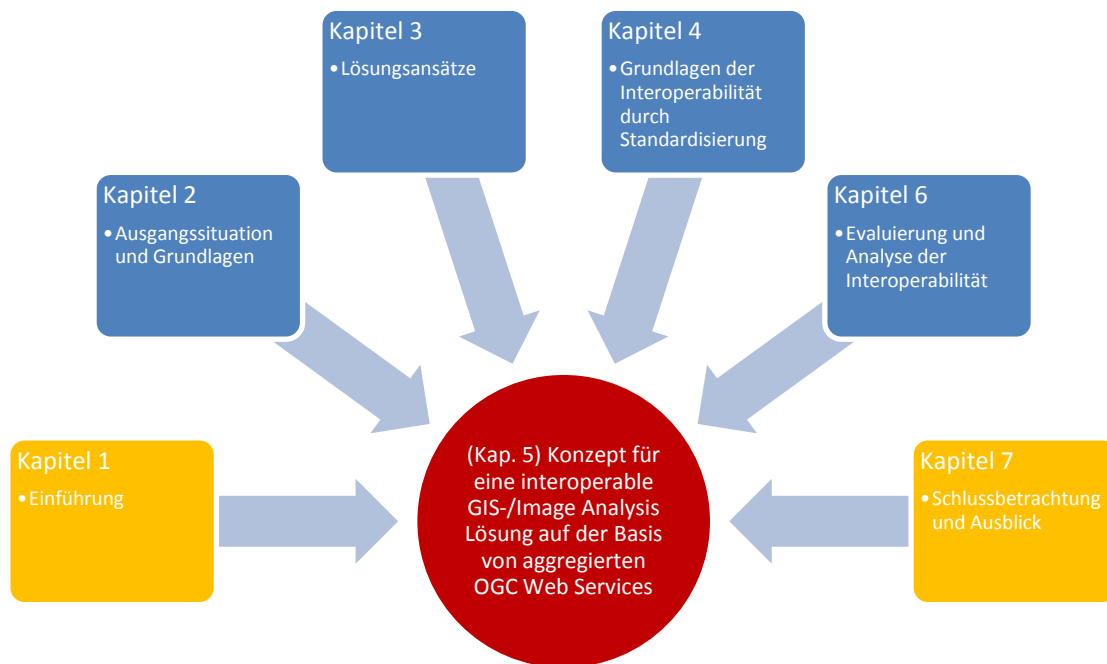 Kapitel 1
•Einführung
Kapitel 2
•Ausgangssituation
und Grundlagen
Kapitel 3
•Lösungsansätze
Kapitel 4
•Grundlagen der
Interoperabilität
durch
Standardisierung
(Kap. 5) Konzept für
eine interoperable
GIS-/Image Analysis
Lösung auf der Basis
von aggregierten
OGC Web Services
Kapitel 6
•Evaluierung und
Analyse der
Interoperabilität
Kapitel 7
•Schlussbetrachtung
und Ausblick